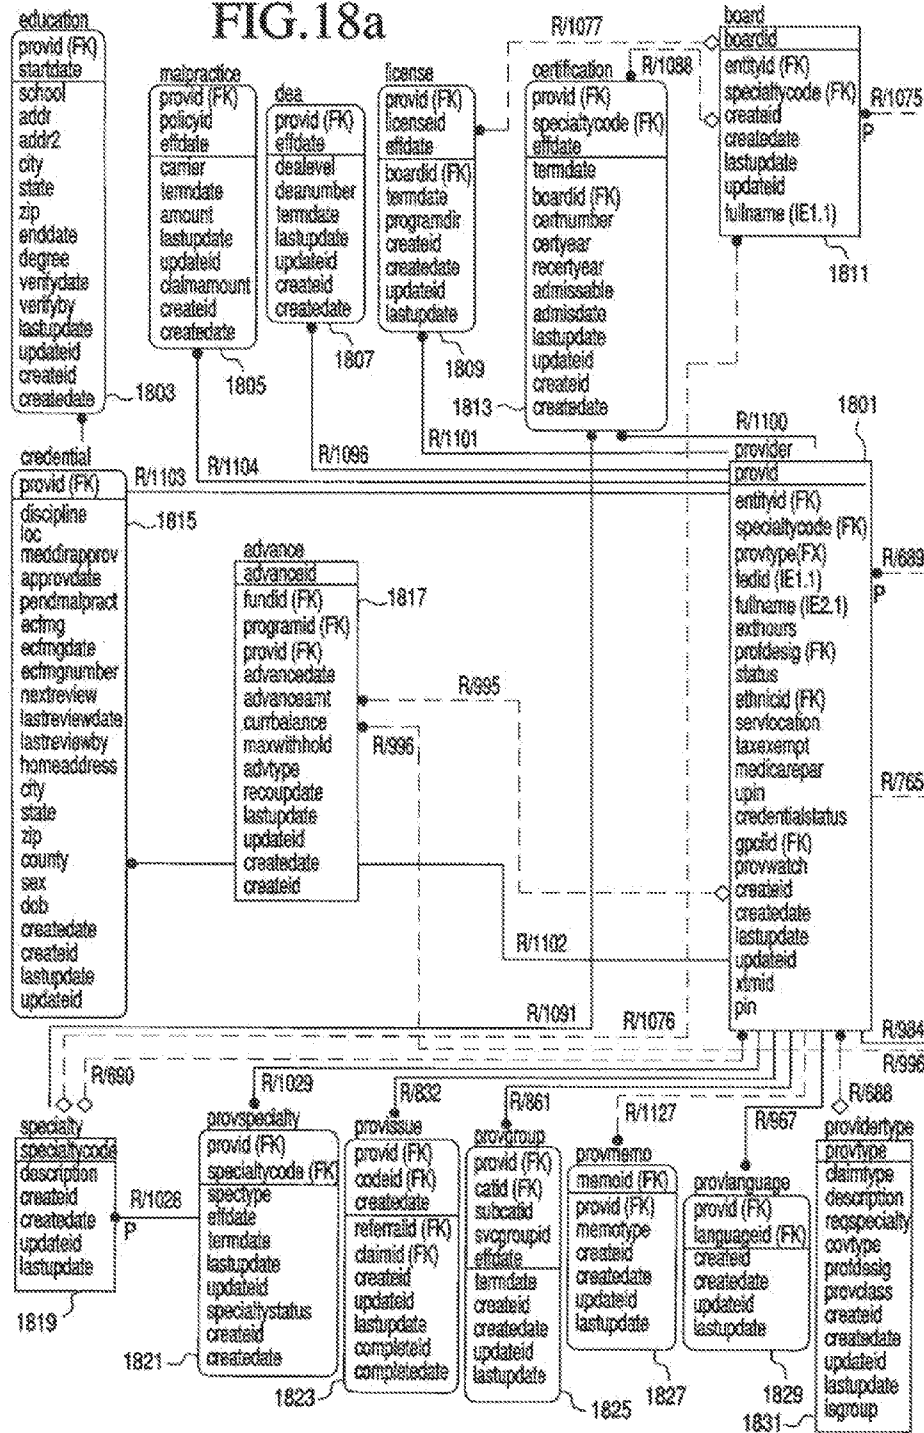 FIG.18a
education
provid (FK)
startdate
school
addr
addr2
city
state
zip
enddate
degree
verifydate
verifyby
lastupdate
updateid
createid
createdate
1803
malpractice
provid (FK)
policyid
effdate
carrier
termdate
amount
lastupdate
updateid
claimamount
createid
createdate
1805
dea
provid (FK)
effdate
dealevel
deanumber
termdate
lastupdate
updateid
createid
createdate
1807
license
provid (FK)
licenseid
effdate
boardid (FK)
termdate
programdir
createid
createdate
updateid
lastupdate
1809
R/1077
certification
provid (FK)
specialtycode (FK)
effdate
termdate
boardid (FK)
certnumber
certyear
recertyear
admissable
admisdate
lastupdate
updateid
createid
createdate
1813
R/1088
board
boardid
entityid (FK)
specialtycode (FK)
createid
createdate
lastupdate
updateid
fullname (IE1.1)
1811
R/1075
P
R/1103
R/1104
R/1096
R/1101
R/1100
credential
provid (FK)
discipline
ioc
meddirapprov
approvdate
pendmalpract
ecfmg
ecfmgdate
ecfmgnumber
nextreview
lastreviewdate
lastreviewby
homeaddress
city
state
zip
county
sex
dob
createdate
createid
lastupdate
updateid
1815
advance
advanceid
fundid (FK)
programid (FK)
provid (FK)
advancedate
advanceamt
currbalance
maxwithhold
advtype
recoupdate
lastupdate
updateid
createdate
createid
1817
R/995
R/996
R/1102
provider
1801
provid
entityid (FK)
specialtycode (FK)
provtype(FX)
fedid (IE1.1)
fullname (IE2.1)
exthours
profdesig (FK)
status
ethnicid (FK)
servlocation
taxexempt
medicarepar
upin
credentialstatus
gpciid (FK)
provwatch
createid
createdate
lastupdate
updateid
xtrnid
pin
R/689
P
R/765
R/984
R/996
R/1091
R/1076
R/690
R/1029
R/832
R/861
R/1127
R/967
R/688
specialty
specialtycode
description
createid
createdate
updateid
lastupdate
1819
R/1028
P
provspecialty
provid (FK)
specialtycode (FK)
spectype
effdate
termdate
lastupdate
updateid
specialtystatus
createid
createdate
1821
provissue
provid (FK)
codeid (FK)
createdate
referralid (FK)
claimid (FK)
createid
updateid
lastupdate
completeid
completedate
1823
provgroup
provid (FK)
catid (FK)
subcatid
svcgroupid
effdate
termdate
createid
createdate
updateid
lastupdate
1825
provmemo
memoid (FK)
provid (FK)
memotype
createid
createdate
updateid
lastupdate
1827
provlanguage
provid (FK)
languageid (FK)
createid
createdate
updateid
lastupdate
1829
providertype
provtype
claimtype
description
reqspecialty
covtype
profdesig
provclass
createid
createdate
updateid
lastupdate
isgroup
1831